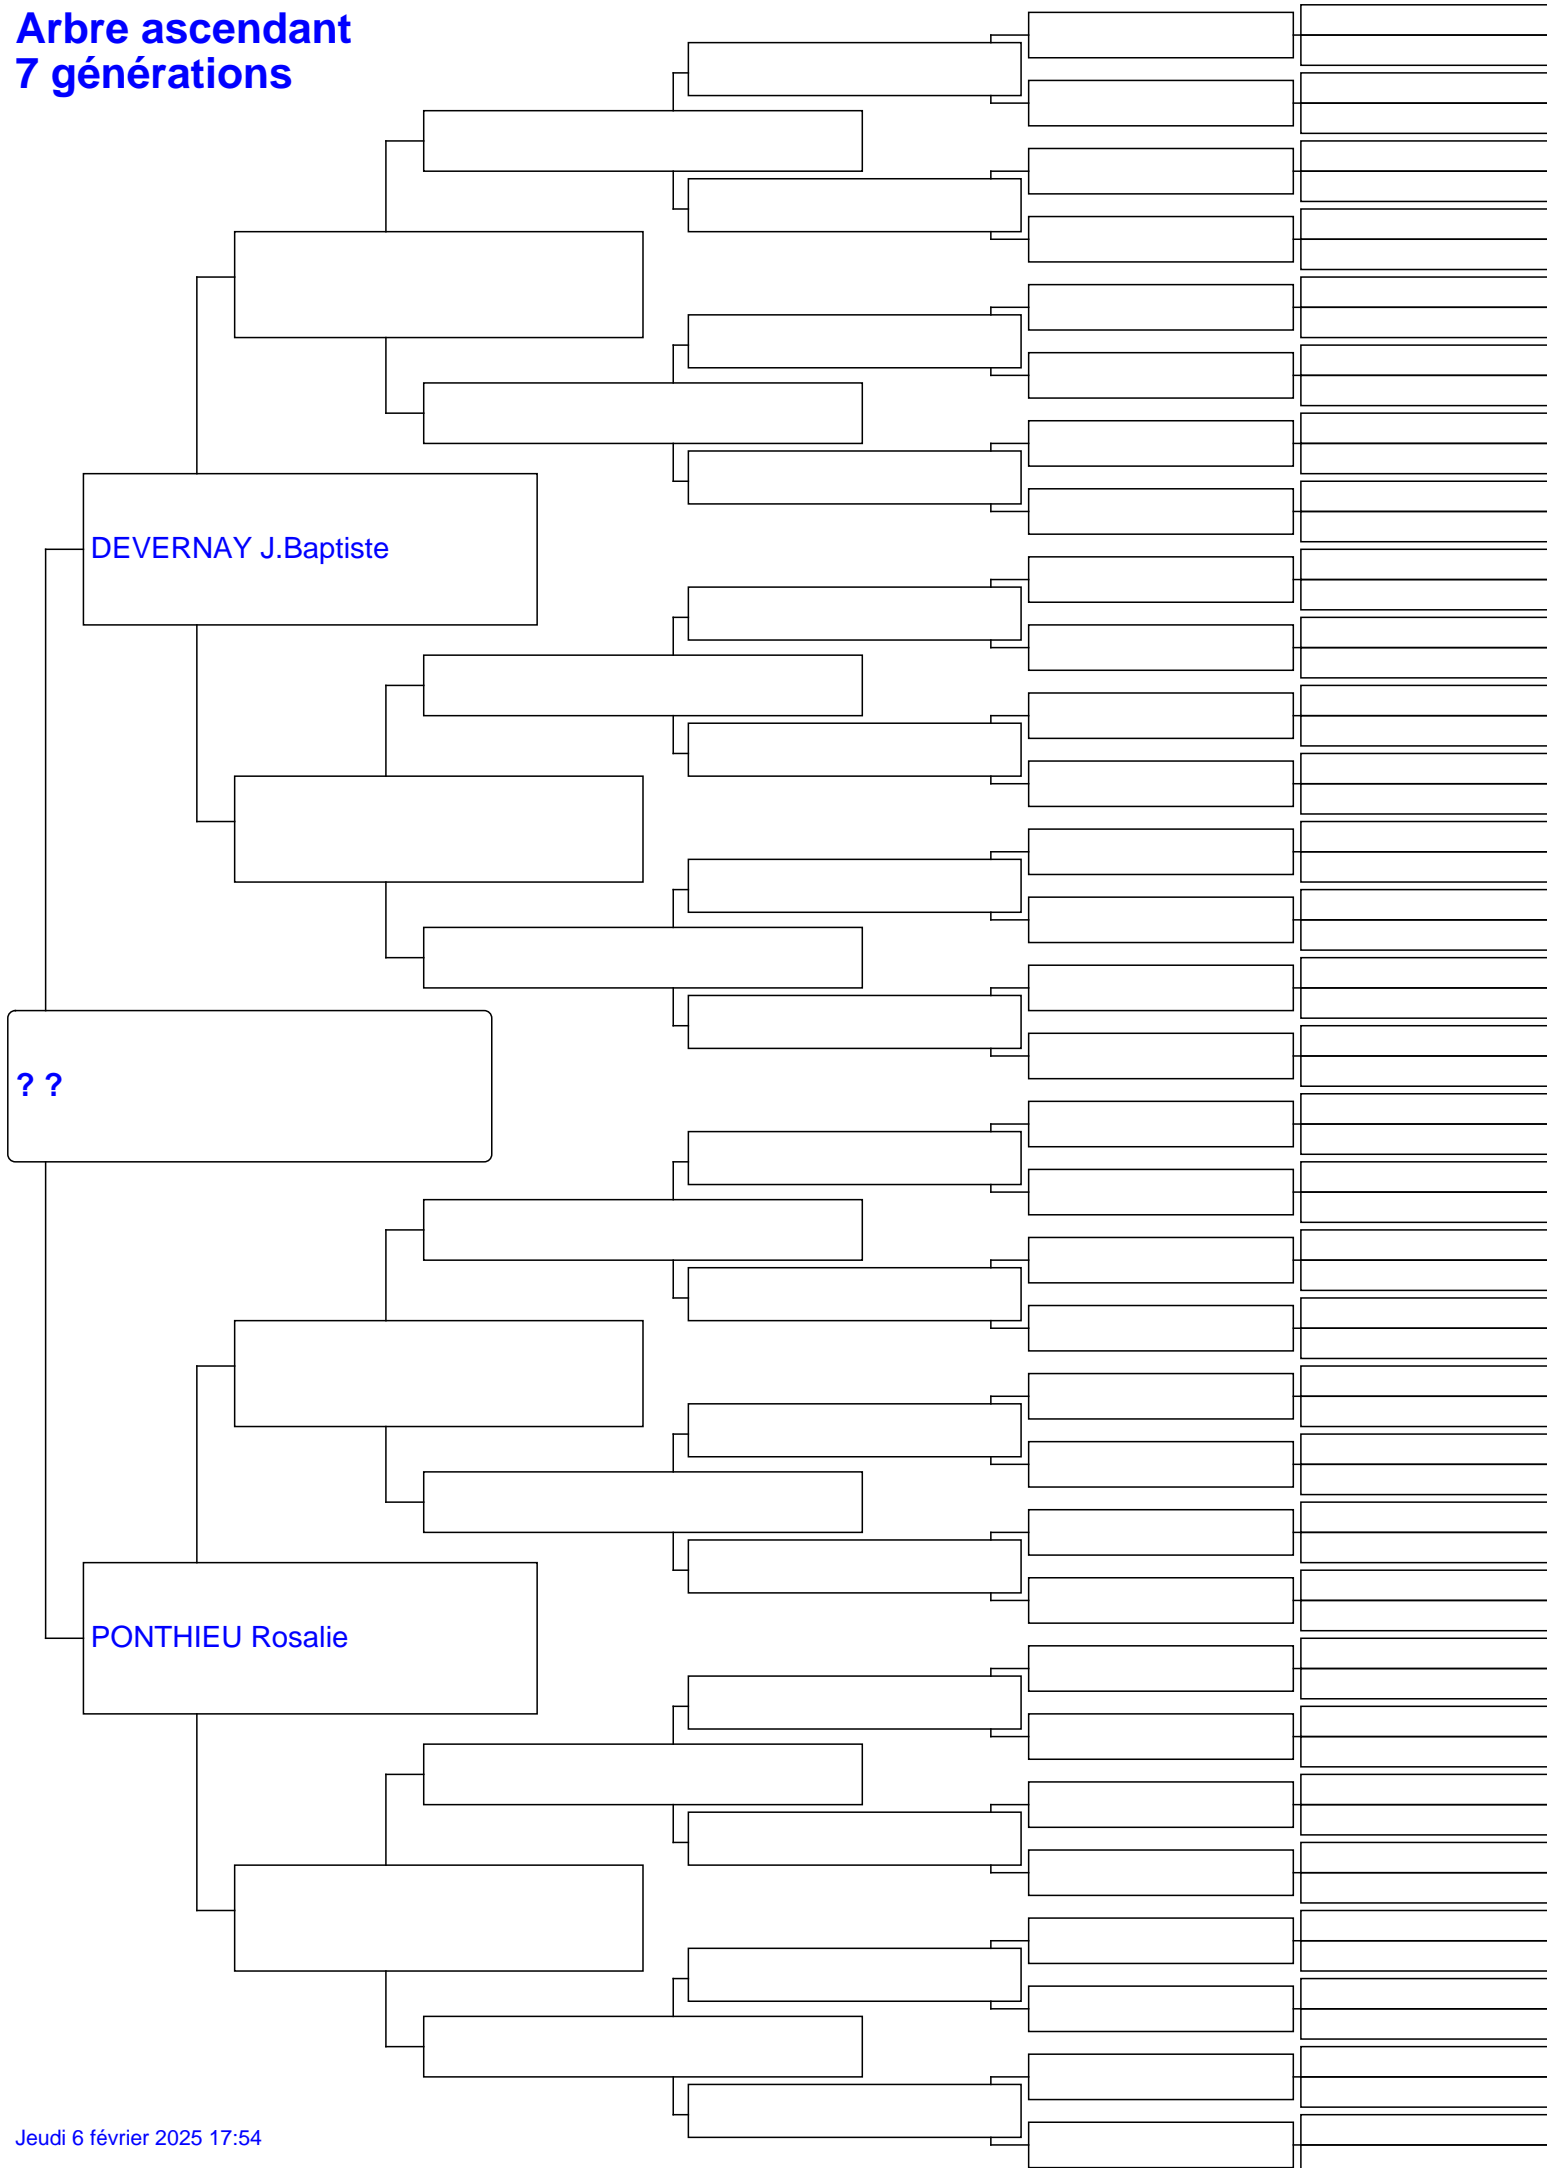 Arbre ascendant
7 générations
DEVERNAY J.Baptiste
? ?
PONTHIEU Rosalie
Jeudi 6 février 2025 17:54